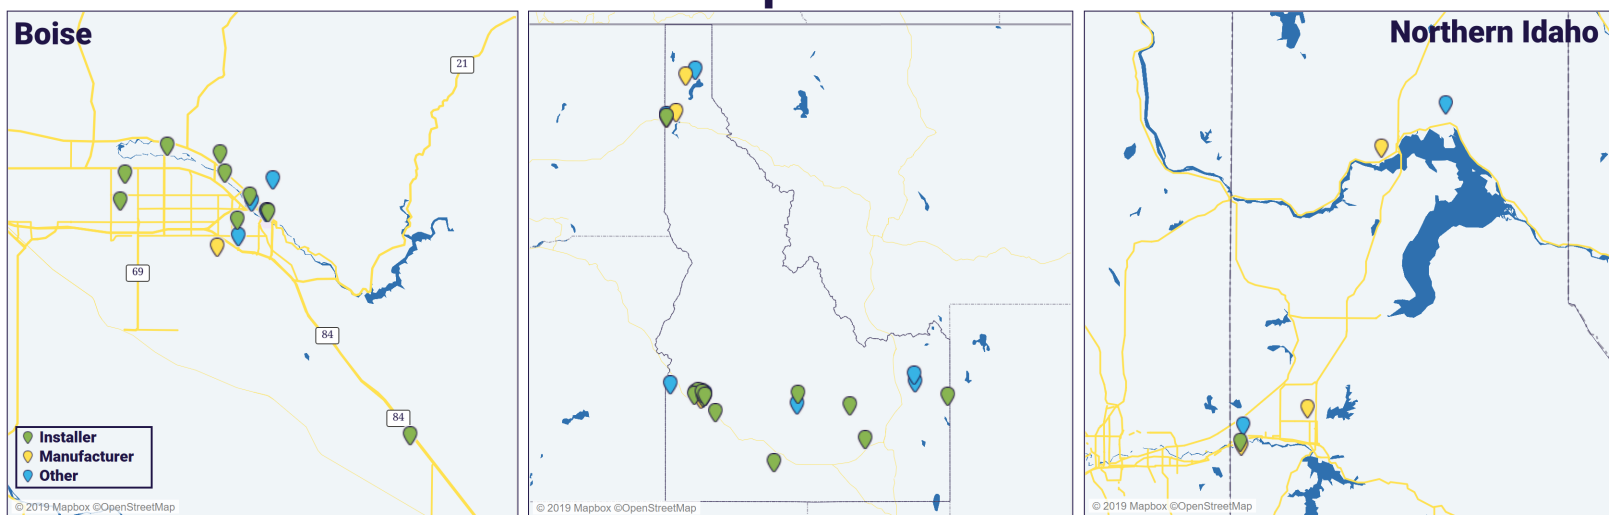 Boise
21
69
84
84
Installer
Manufacturer
Other
© 2019 Mapbox ©OpenStreetMap
© 2019 Mapbox ©OpenStreetMap
Northern Idaho
© 2019 Mapbox ©OpenStreetMap